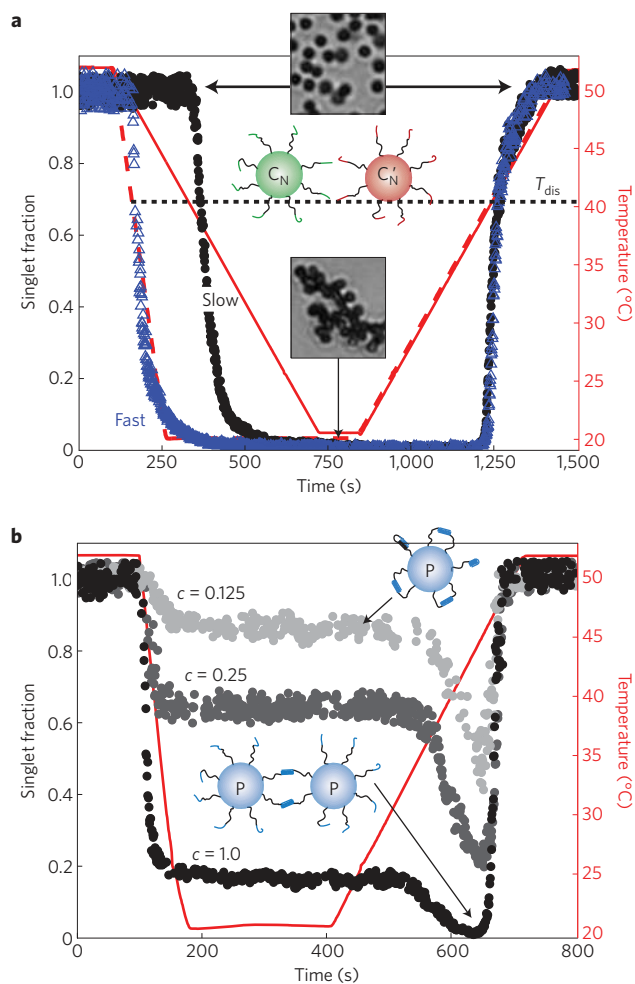 a
1.0
0.8
0.6
0.4
0.2
0
Singlet fraction
C_N
C′_N
T_dis
Slow
Fast
50
45
40
35
30
25
20
Temperature (°C)
0
250
500
750
1,000
1,250
1,500
Time (s)
b
1.0
0.8
0.6
0.4
0.2
0
Singlet fraction
P
c = 0.125
c = 0.25
P
P
c = 1.0
50
45
40
35
30
25
20
Temperature (°C)
0
200
400
600
800
Time (s)